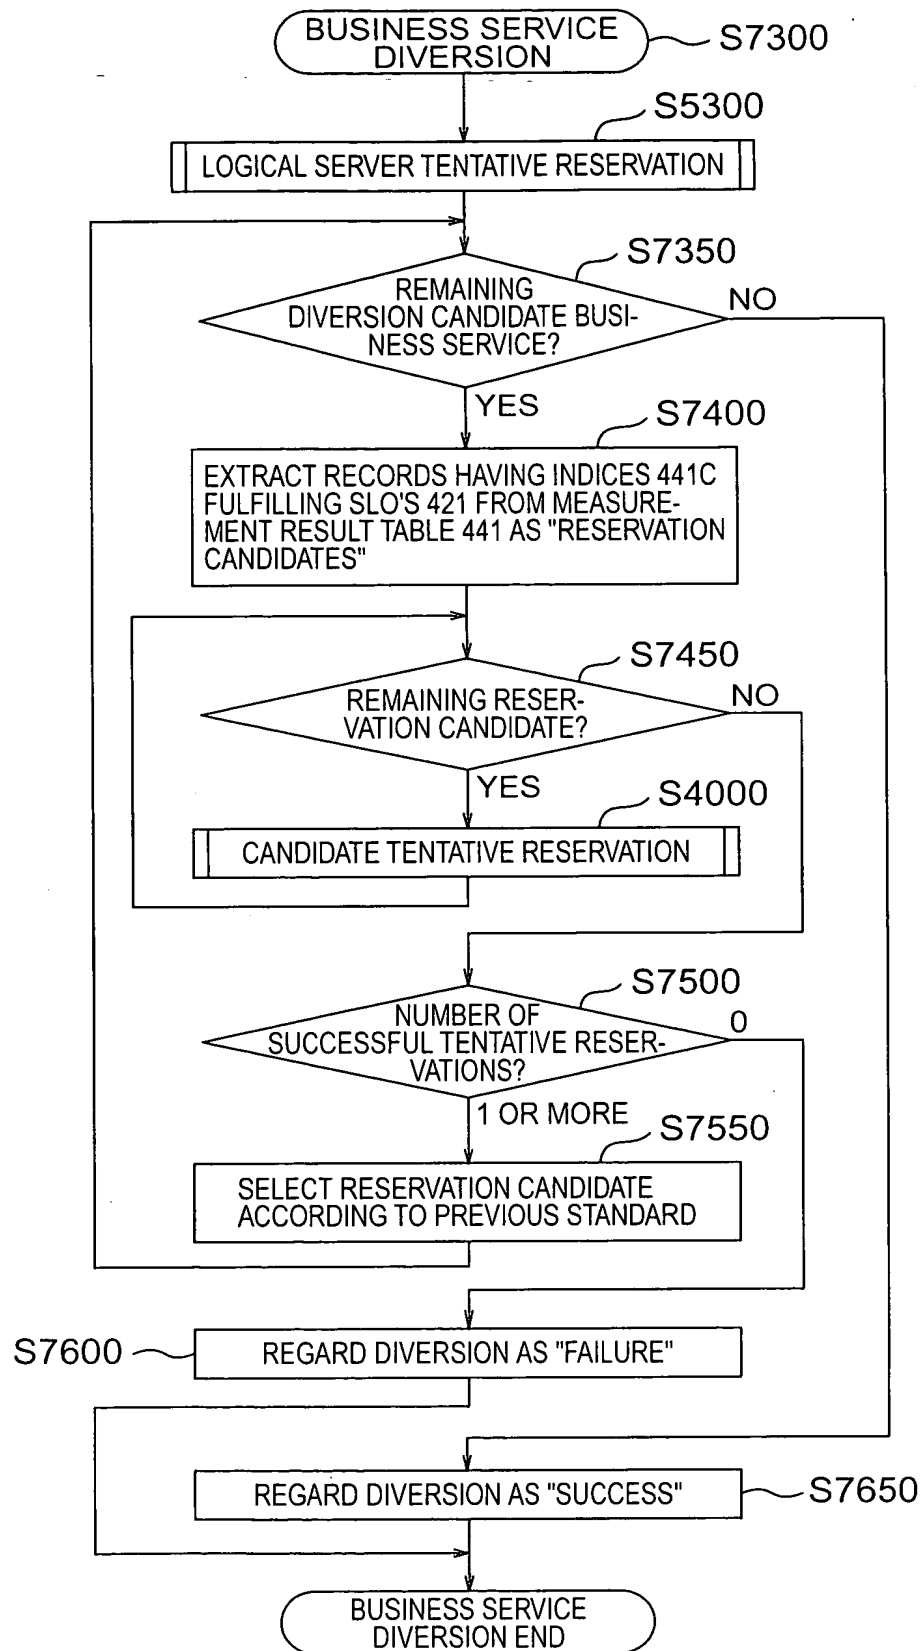 BUSINESS SERVICE
DIVERSION
S7300
S5300
LOGICAL SERVER TENTATIVE RESERVATION
S7350
REMAINING
DIVERSION CANDIDATE BUSI-
NESS SERVICE?
NO
YES
S7400
EXTRACT RECORDS HAVING INDICES 441C
FULFILLING SLO'S 421 FROM MEASURE-
MENT RESULT TABLE 441 AS "RESERVATION
CANDIDATES"
S7450
REMAINING RESER-
VATION CANDIDATE?
NO
YES
S4000
CANDIDATE TENTATIVE RESERVATION
S7500
NUMBER OF
SUCCESSFUL TENTATIVE RESER-
VATIONS?
0
1 OR MORE
S7550
SELECT RESERVATION CANDIDATE
ACCORDING TO PREVIOUS STANDARD
S7600
REGARD DIVERSION AS "FAILURE"
REGARD DIVERSION AS "SUCCESS"
S7650
BUSINESS SERVICE
DIVERSION END